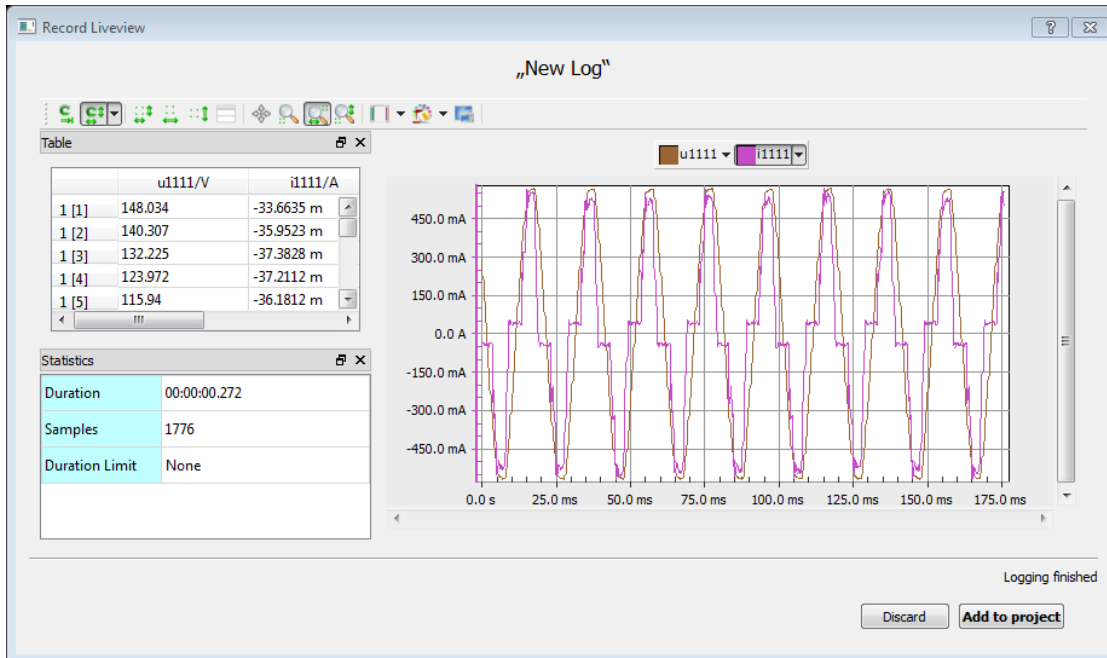 Record Liveview
„New Log“
Table
u1111/V i1111/A
1 [1] 148.034 -33.6635 m
1 [2] 140.307 -35.9523 m
1 [3] 132.225 -37.3828 m
1 [4] 123.972 -37.2112 m
1 [5] 115.94 -36.1812 m
Statistics
Duration 00:00:00.272
Samples 1776
Duration Limit None
u1111 i1111
450.0 mA
300.0 mA
150.0 mA
0.0 A
-150.0 mA
-300.0 mA
-450.0 mA
0.0 s 25.0 ms 50.0 ms 75.0 ms 100.0 ms 125.0 ms 150.0 ms 175.0 ms
Logging finished
Discard Add to project